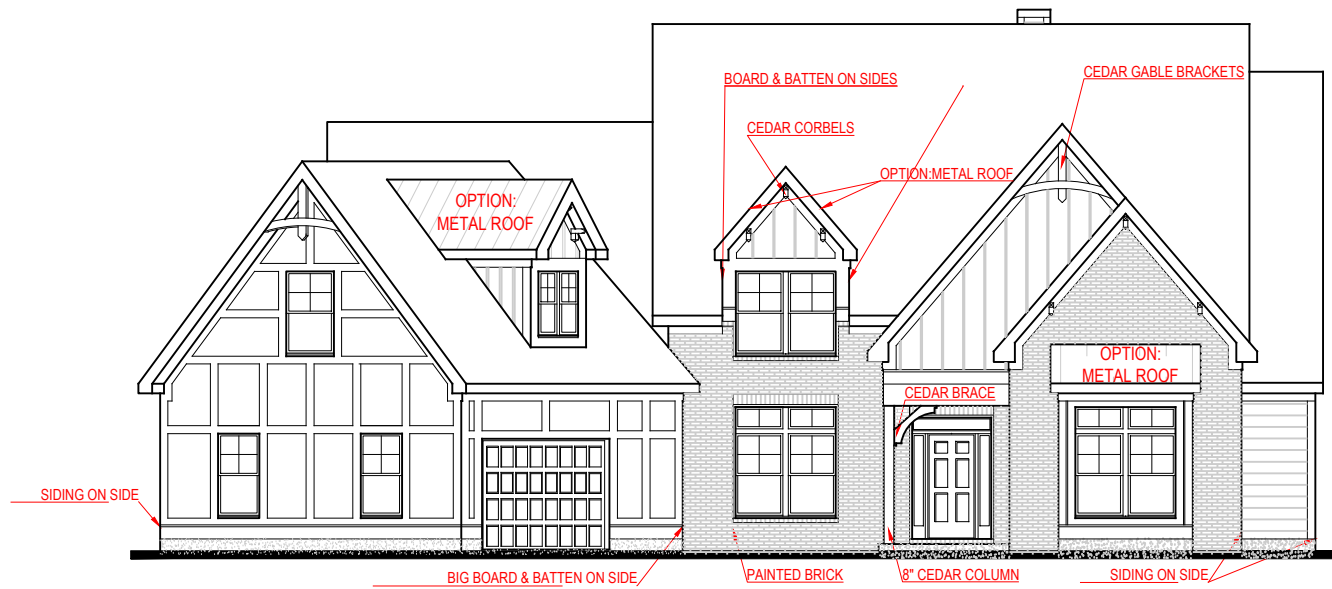 BOARD & BATTEN ON SIDES
CEDAR GABLE BRACKETS
CEDAR CORBELS
OPTION:METAL ROOF
OPTION:
METAL ROOF
OPTION:
METAL ROOF
CEDAR BRACE
SIDING ON SIDE
BIG BOARD & BATTEN ON SIDE
PAINTED BRICK
8" CEDAR COLUMN
SIDING ON SIDE